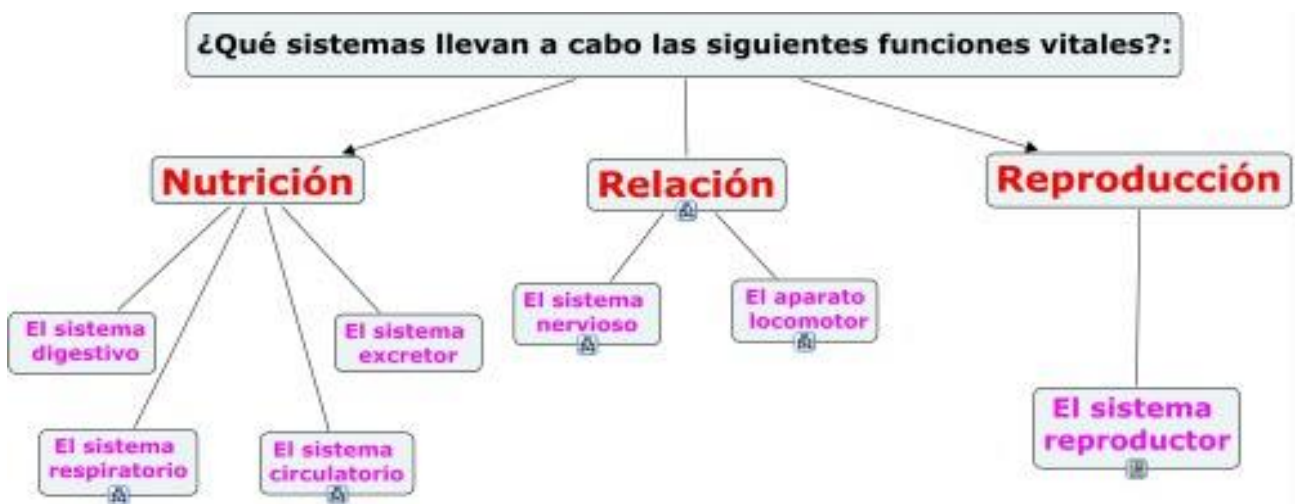 ¿Qué sistemas llevan a cabo las siguientes funciones vitales?:
Nutrición
Relación
Reproducción
El sistema
digestivo
El sistema
excretor
El sistema
nervioso
El aparato
locomotor
El sistema
respiratorio
El sistema
circulatorio
El sistema
reproductor